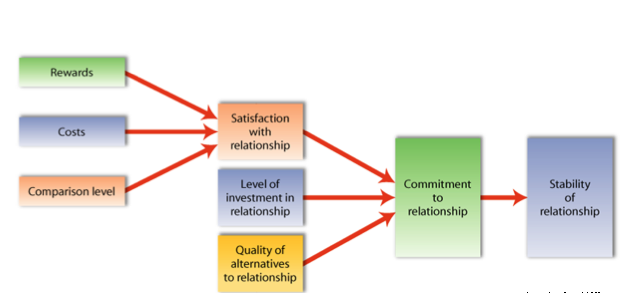 Rewards
Costs
Comparison level
Satisfaction
with
relationship
Level of
investment in
relationship
Quality of
alternatives
to relationship
Commitment
to
relationship
Stability
of
relationship